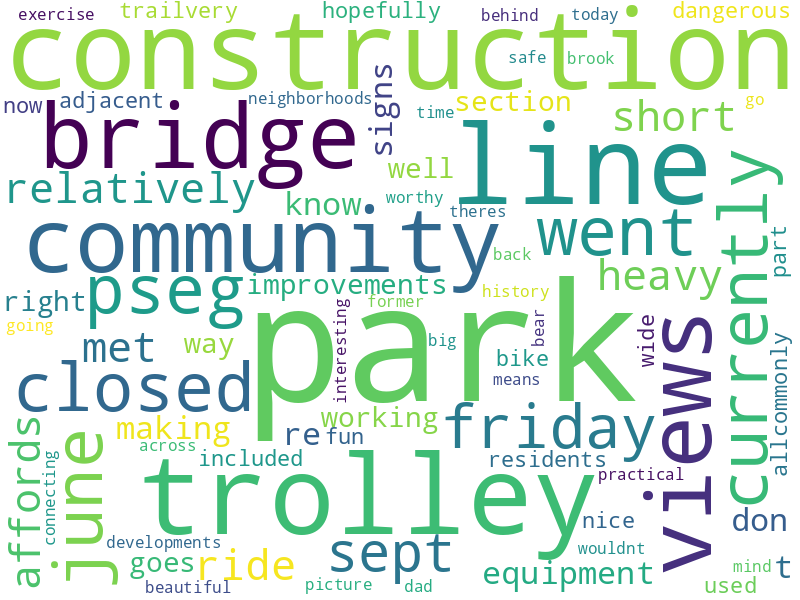 exercise trailvery hopefully behind today dangerous
construction
safe brook
now adjacent neighborhoods signs time section short go
bridge line
relatively know well worthy theres
community went currently part
back
pseg improvements heavy
right former history
going interesting big bear wide
met way bike
means
closed park views allcommonly
making working friday
re fun
across
affords connecting june included trolley residents practical
nice don
developments sept wouldnt
goes ride equipment mind t
beautiful picture dad used